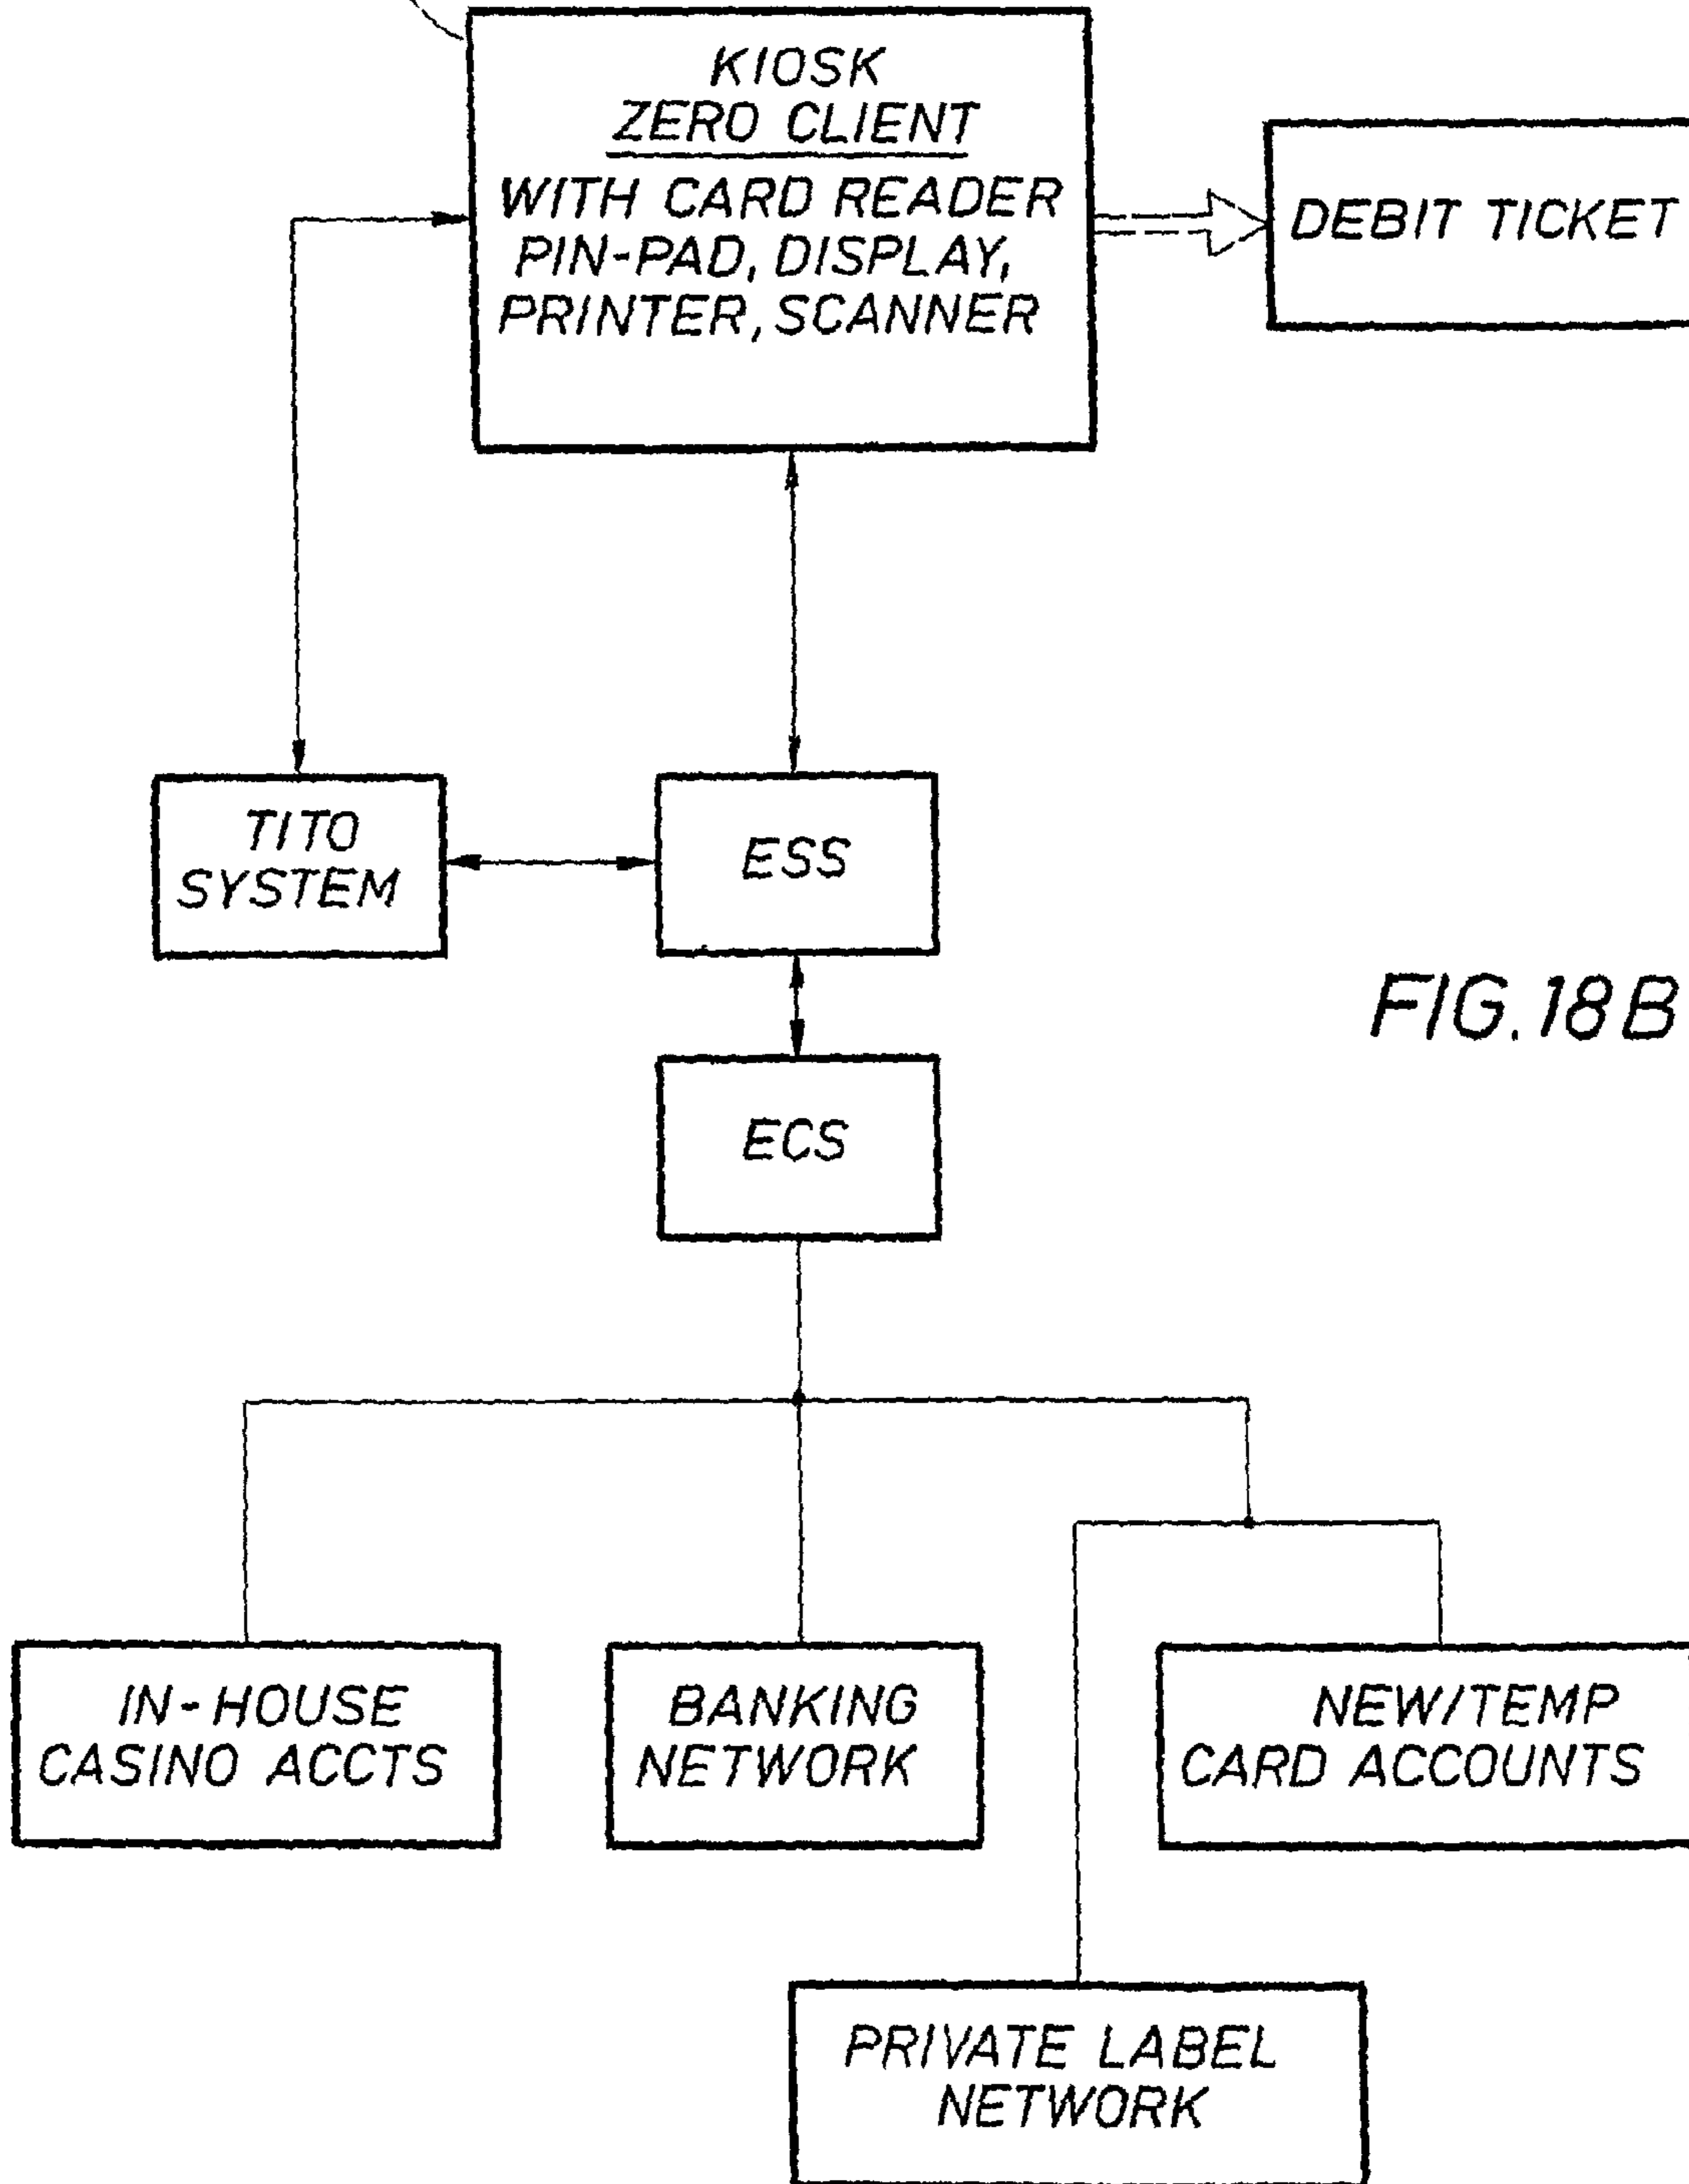 KIOSK
ZERO CLIENT
WITH CARD READER
PIN-PAD, DISPLAY,
PRINTER, SCANNER
DEBIT TICKET
TITO
SYSTEM
ESS
FIG. 18B
ECS
IN-HOUSE
CASINO ACCTS
BANKING
NETWORK
NEW/TEMP
CARD ACCOUNTS
PRIVATE LABEL
NETWORK